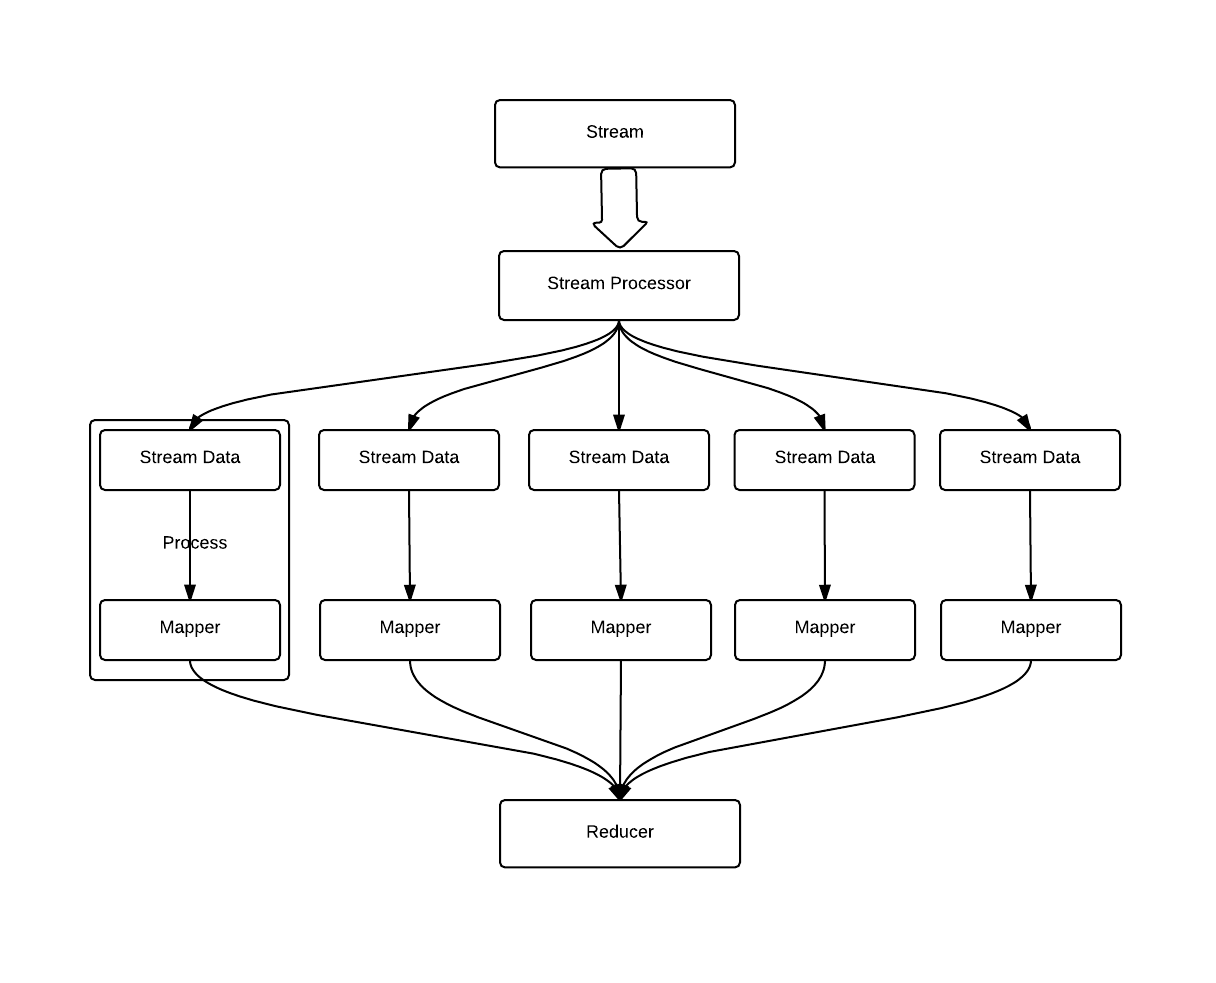 Stream
Stream Processor
Stream Data
Stream Data
Stream Data
Stream Data
Stream Data
Process
Mapper
Mapper
Mapper
Mapper
Mapper
Reducer